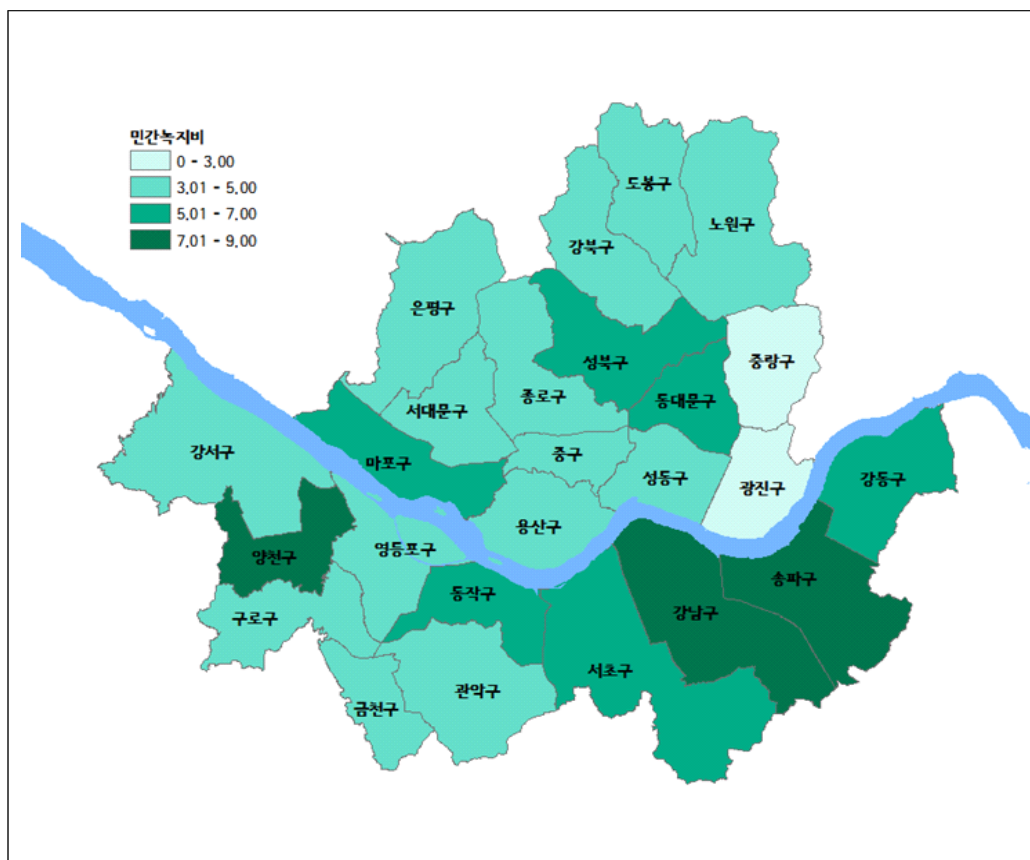 민간녹지비
0 - 3.00
3.01 - 5.00
5.01 - 7.00
7.01 - 9.00
도봉구
노원구
강북구
은평구
성북구
중랑구
종로구
동대문구
서대문구
강서구
마포구
중구
성동구
강동구
광진구
용산구
영등포구
양천구
송파구
동작구
강남구
구로구
서초구
관악구
금천구